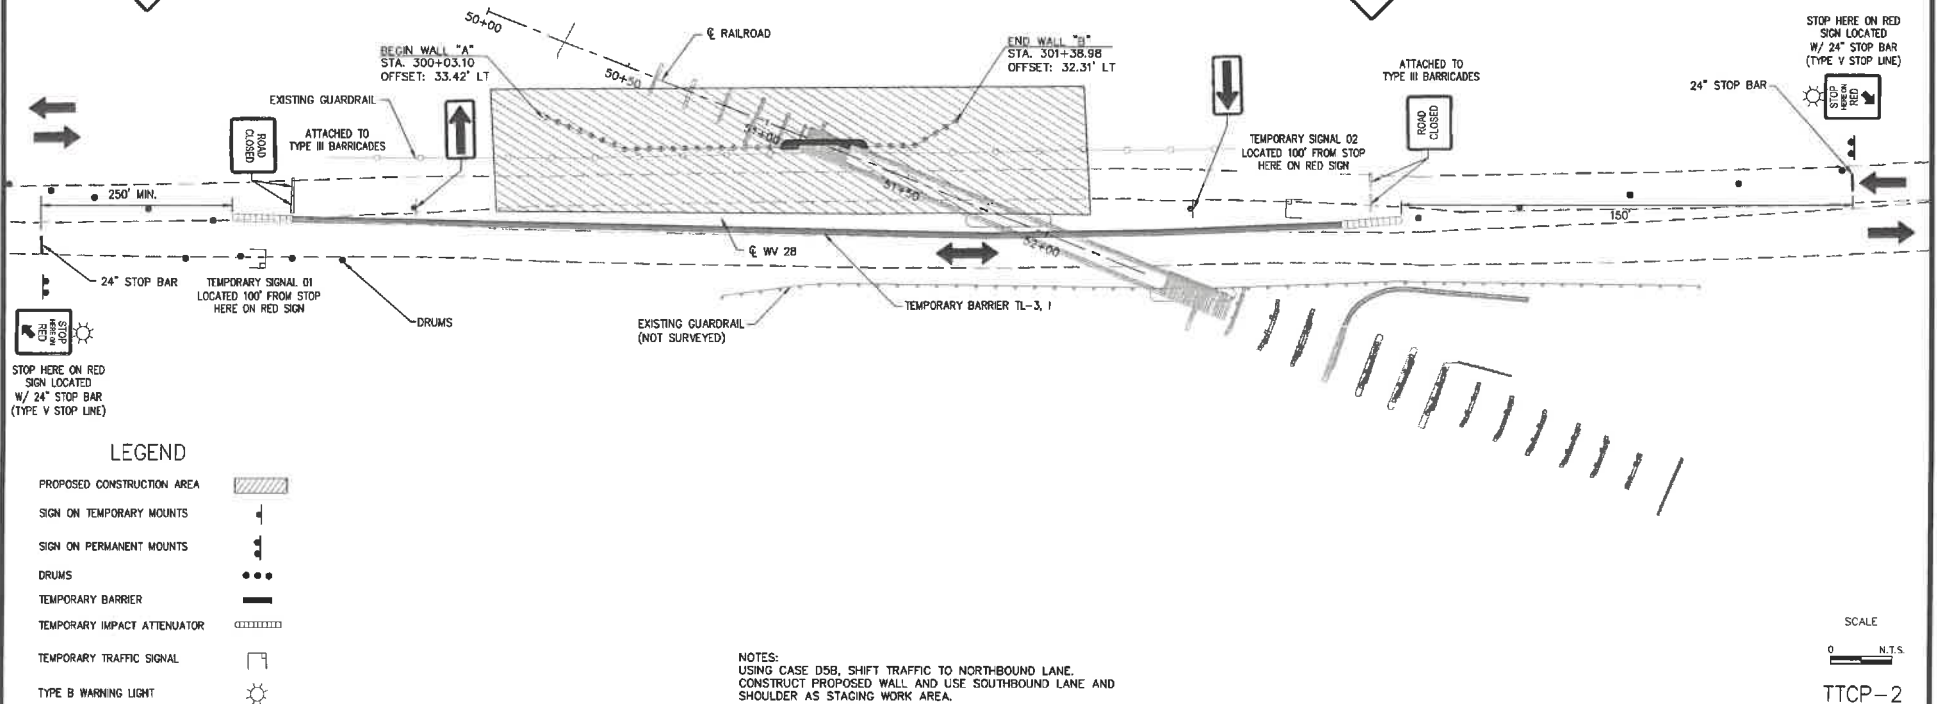 50+00
℄ RAILROAD
BEGIN WALL "A"
STA. 300+03.10
OFFSET: 33.42' LT
50+50
END WALL "B"
STA. 301+38.98
OFFSET: 32.31' LT
ATTACHED TO
TYPE III BARRICADES
STOP HERE ON RED
SIGN LOCATED
W/ 24" STOP BAR
(TYPE V STOP LINE)
24" STOP BAR
STOP
HERE ON
RED
EXISTING GUARDRAIL
ROAD
CLOSED
ATTACHED TO
TYPE III BARRICADES
51+00
TEMPORARY SIGNAL 02
LOCATED 100' FROM STOP
HERE ON RED SIGN
ROAD
CLOSED
250' MIN.
51+50
150'
52+00
℄ WV 28
24" STOP BAR
TEMPORARY SIGNAL 01
LOCATED 100' FROM STOP
HERE ON RED SIGN
DRUMS
TEMPORARY BARRIER TL-3, I
EXISTING GUARDRAIL
(NOT SURVEYED)
STOP
HERE ON
RED
STOP HERE ON RED
SIGN LOCATED
W/ 24" STOP BAR
(TYPE V STOP LINE)
LEGEND
PROPOSED CONSTRUCTION AREA
SIGN ON TEMPORARY MOUNTS
SIGN ON PERMANENT MOUNTS
DRUMS
TEMPORARY BARRIER
TEMPORARY IMPACT ATTENUATOR
TEMPORARY TRAFFIC SIGNAL
TYPE B WARNING LIGHT
NOTES:
USING CASE D5B, SHIFT TRAFFIC TO NORTHBOUND LANE.
CONSTRUCT PROPOSED WALL AND USE SOUTHBOUND LANE AND
SHOULDER AS STAGING WORK AREA.
SCALE
0 N.T.S.
TTCP-2